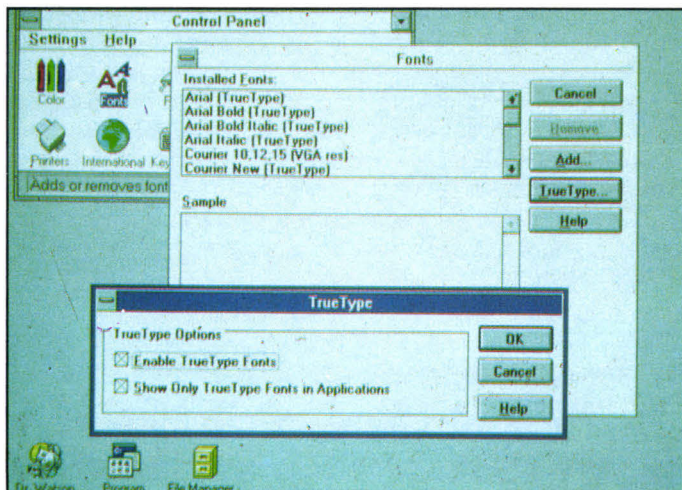 Control Panel
Settings Help
Color
Fonts
Printers
International
Key
Adds or removes font
Fonts
Installed Fonts:
Arial (TrueType)
Arial Bold (TrueType)
Arial Bold Italic (TrueType)
Arial Italic (TrueType)
Courier 10,12,15 (VGA res)
Courier New (TrueType)
Sample
Cancel
Remove
Add...
TrueType...
Help
TrueType
TrueType Options
Enable TrueType Fonts
Show Only TrueType Fonts in Applications
OK
Cancel
Help
Dr. Watson
Program
File Manager